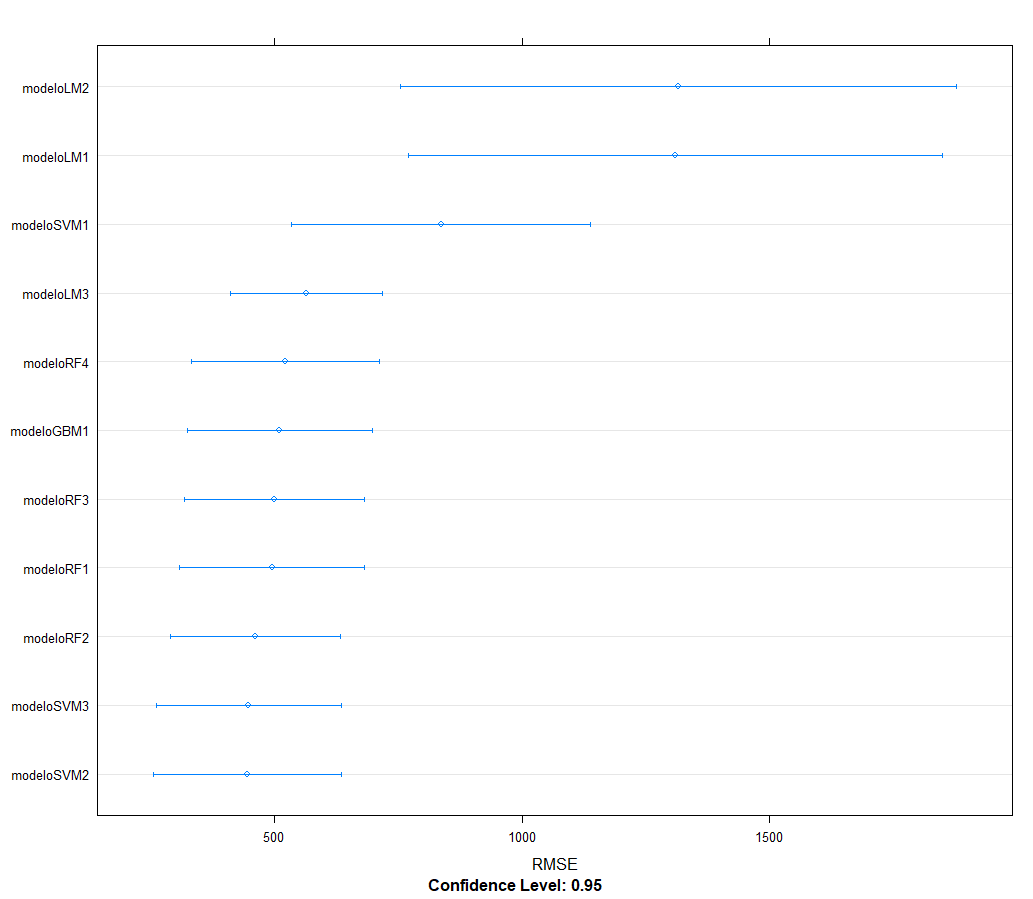 modeloLM2
modeloLM1
modeloSVM1
modeloLM3
modeloRF4
modeloGBM1
modeloRF3
modeloRF1
modeloRF2
modeloSVM3
modeloSVM2
500 1000 1500
RMSE
Confidence Level: 0.95